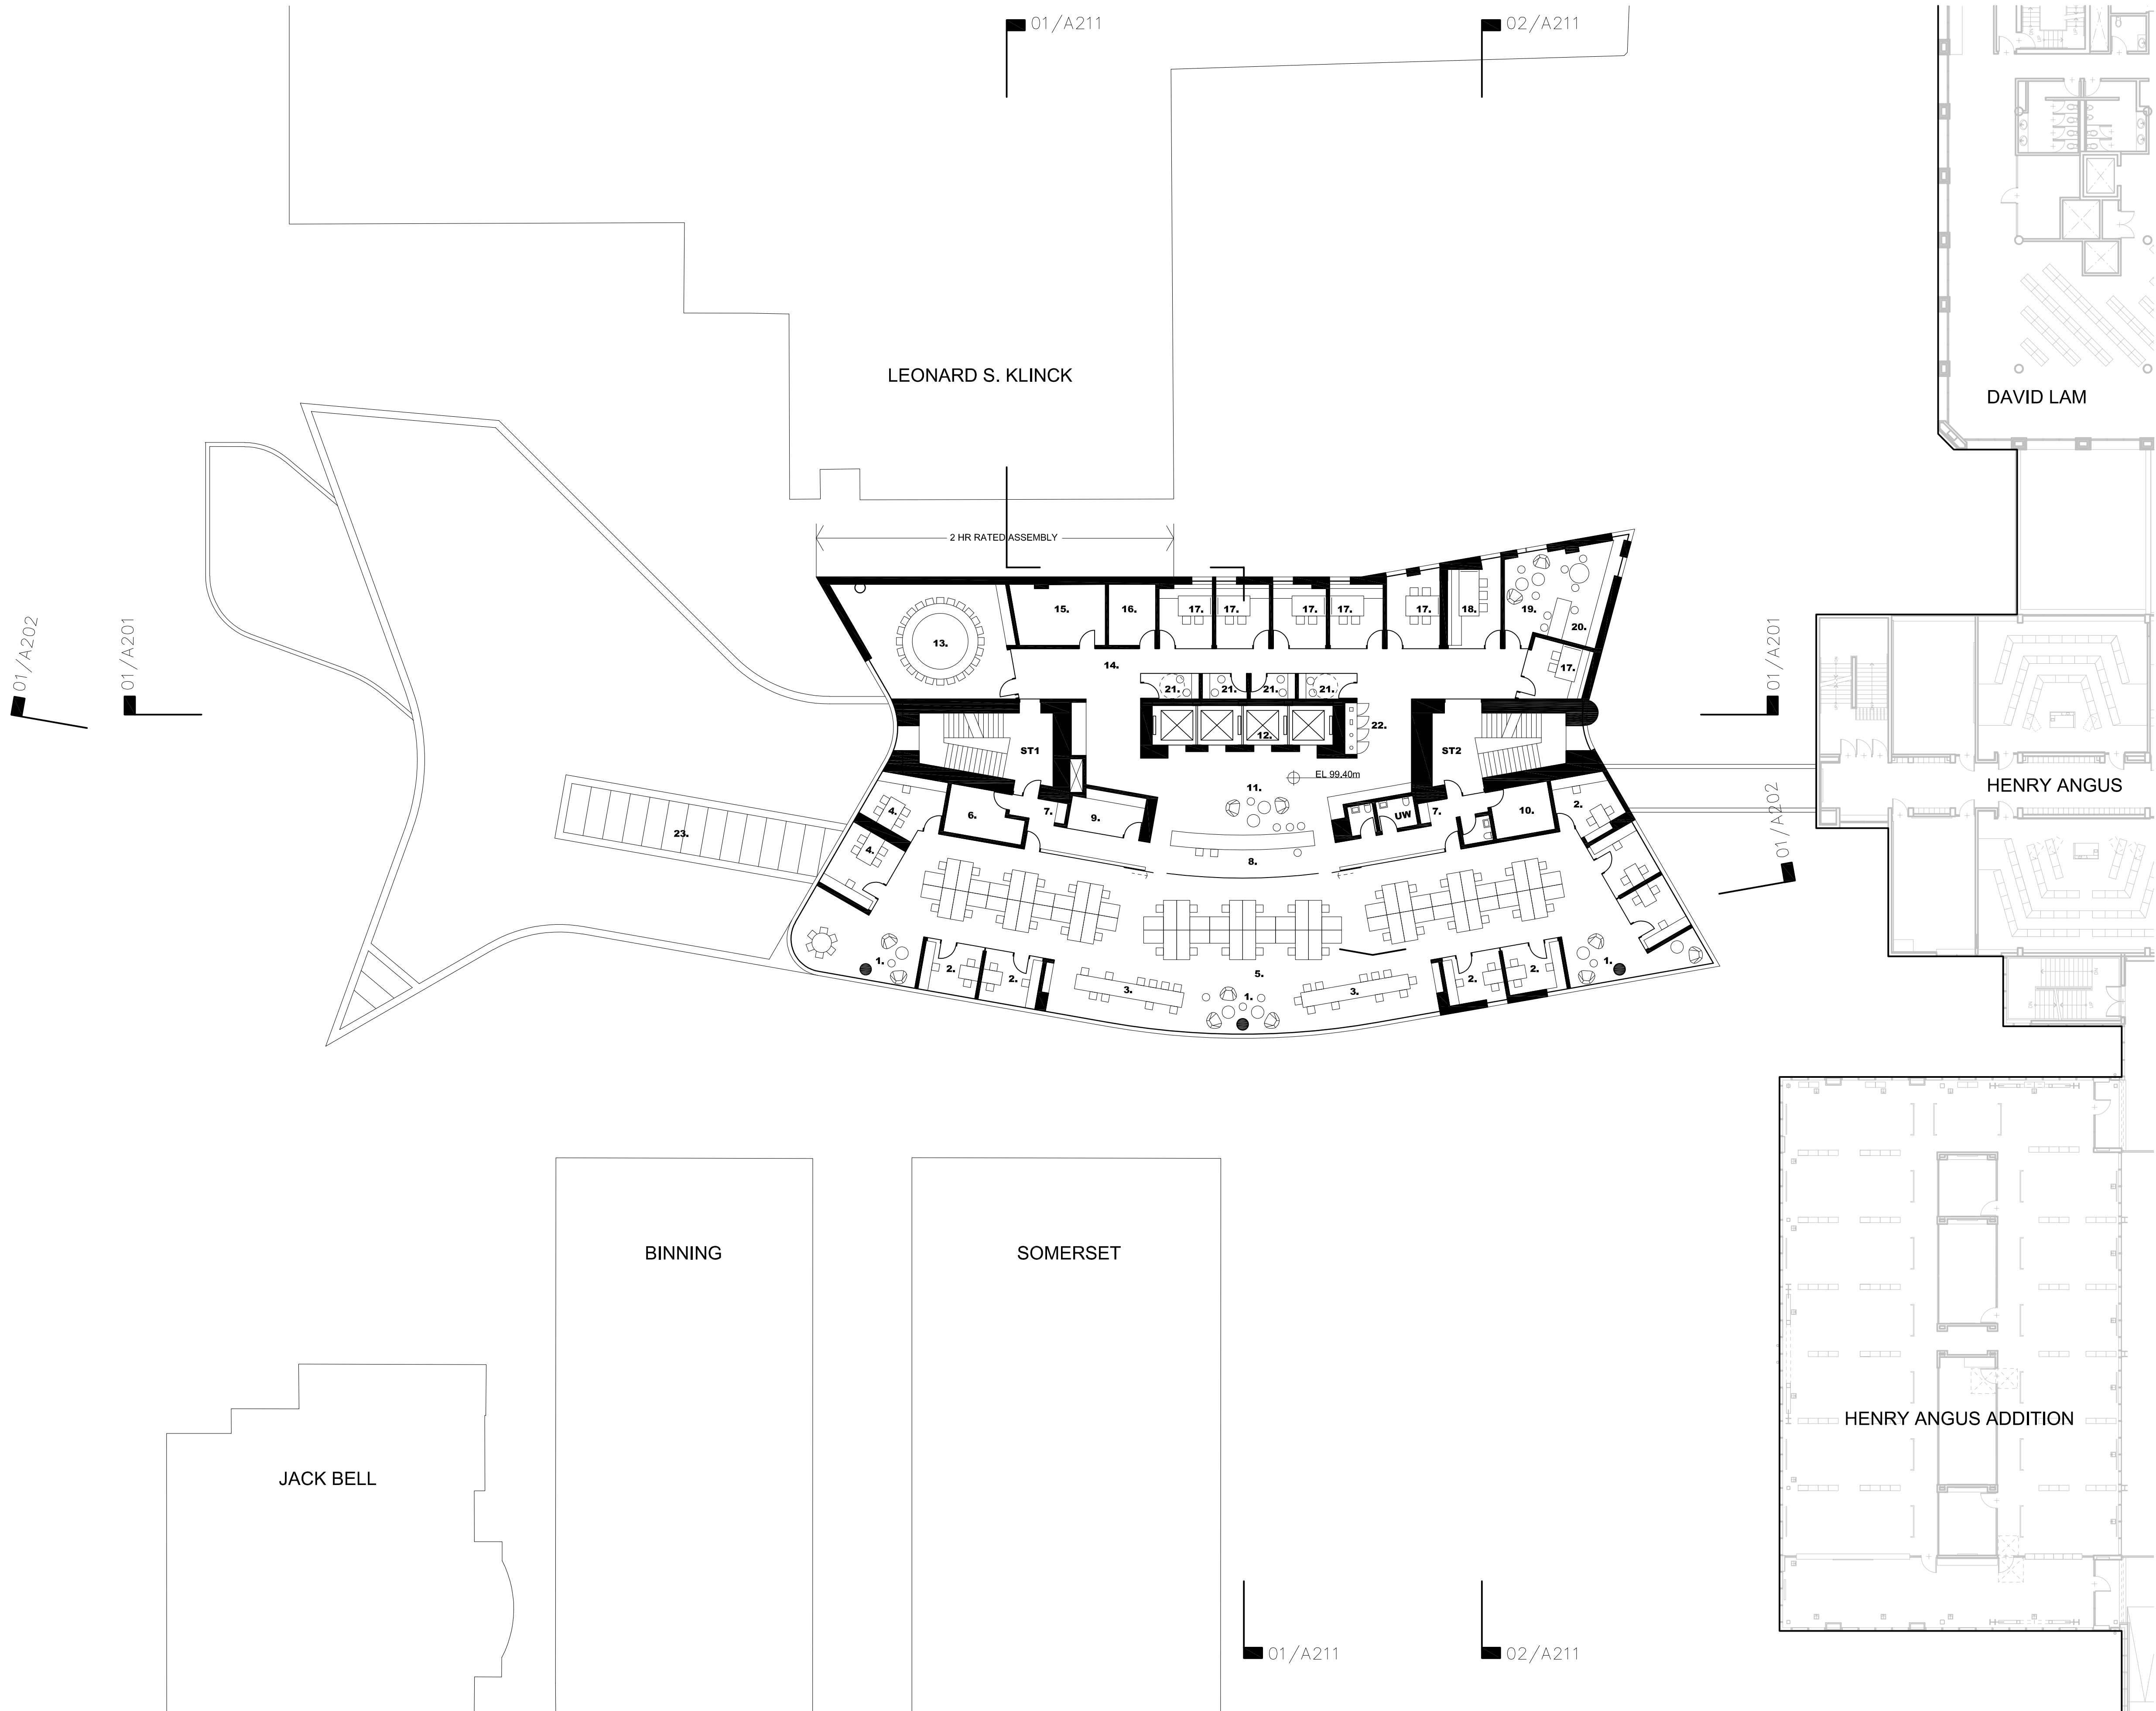 01/A211
02/A211
LEONARD S. KLINCK
DAVID LAM
2 HR RATED ASSEMBLY
13.
15.
16.
17.
17.
17.
17.
17.
18.
19.
20.
17.
14.
21.
21.
21.
21.
01/A202
01/A201
01/A201
12.
22.
ST1
ST2
EL 99.40m
11.
HENRY ANGUS
4.
6.
7.
9.
UW
7.
10.
2.
23.
4.
8.
01/A202
1.
2.
2.
5.
3.
1.
3.
2.
2.
1.
BINNING
SOMERSET
HENRY ANGUS ADDITION
JACK BELL
01/A211
02/A211